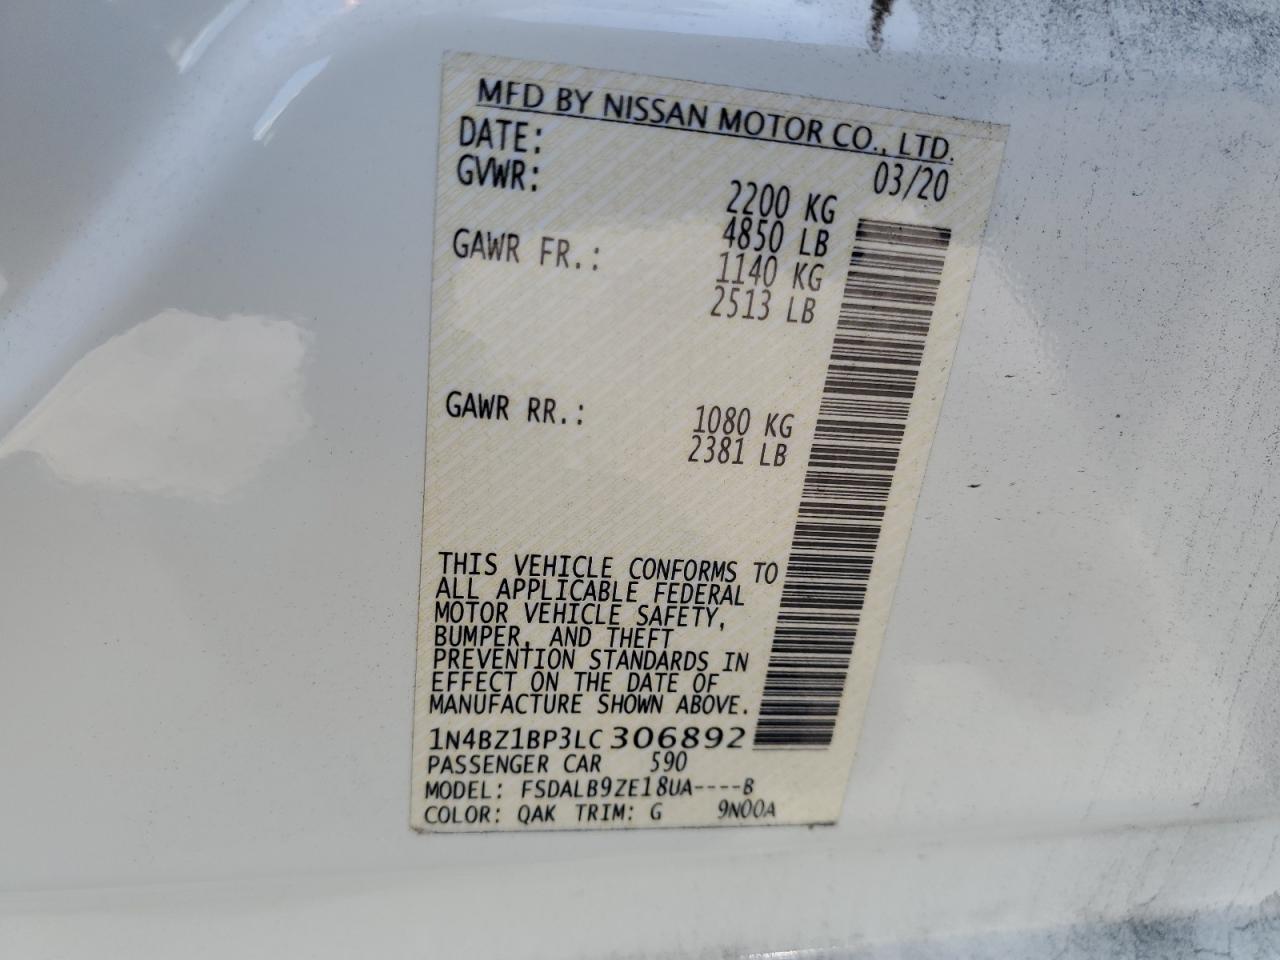 MFD BY NISSAN MOTOR CO., LTD.
DATE: 03/20
GVWR: 2200 KG
4850 LB
GAWR FR.: 1140 KG
2513 LB
GAWR RR.: 1080 KG
2381 LB
THIS VEHICLE CONFORMS TO
ALL APPLICABLE FEDERAL
MOTOR VEHICLE SAFETY,
BUMPER, AND THEFT
PREVENTION STANDARDS IN
EFFECT ON THE DATE OF
MANUFACTURE SHOWN ABOVE.
1N4BZ1BP3LC306892
PASSENGER CAR 590
MODEL: FSDALB9ZE18UA----B
COLOR: QAK TRIM: G 9N00A